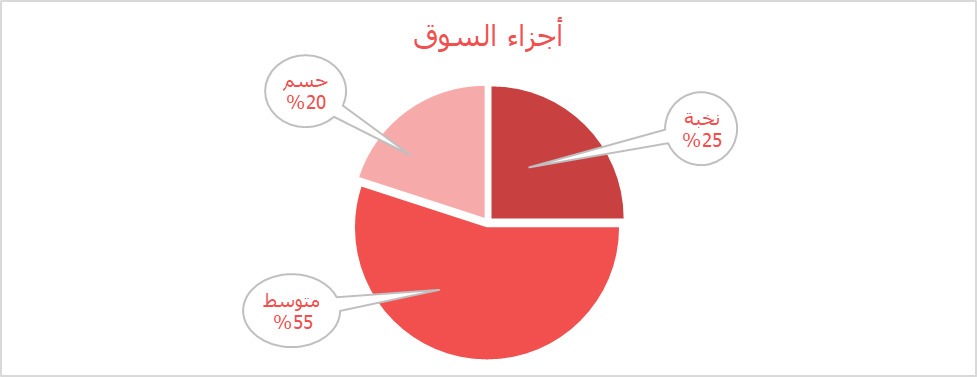 أجزاء السوق
نخبة
%25
حسم
%20
متوسط
%55